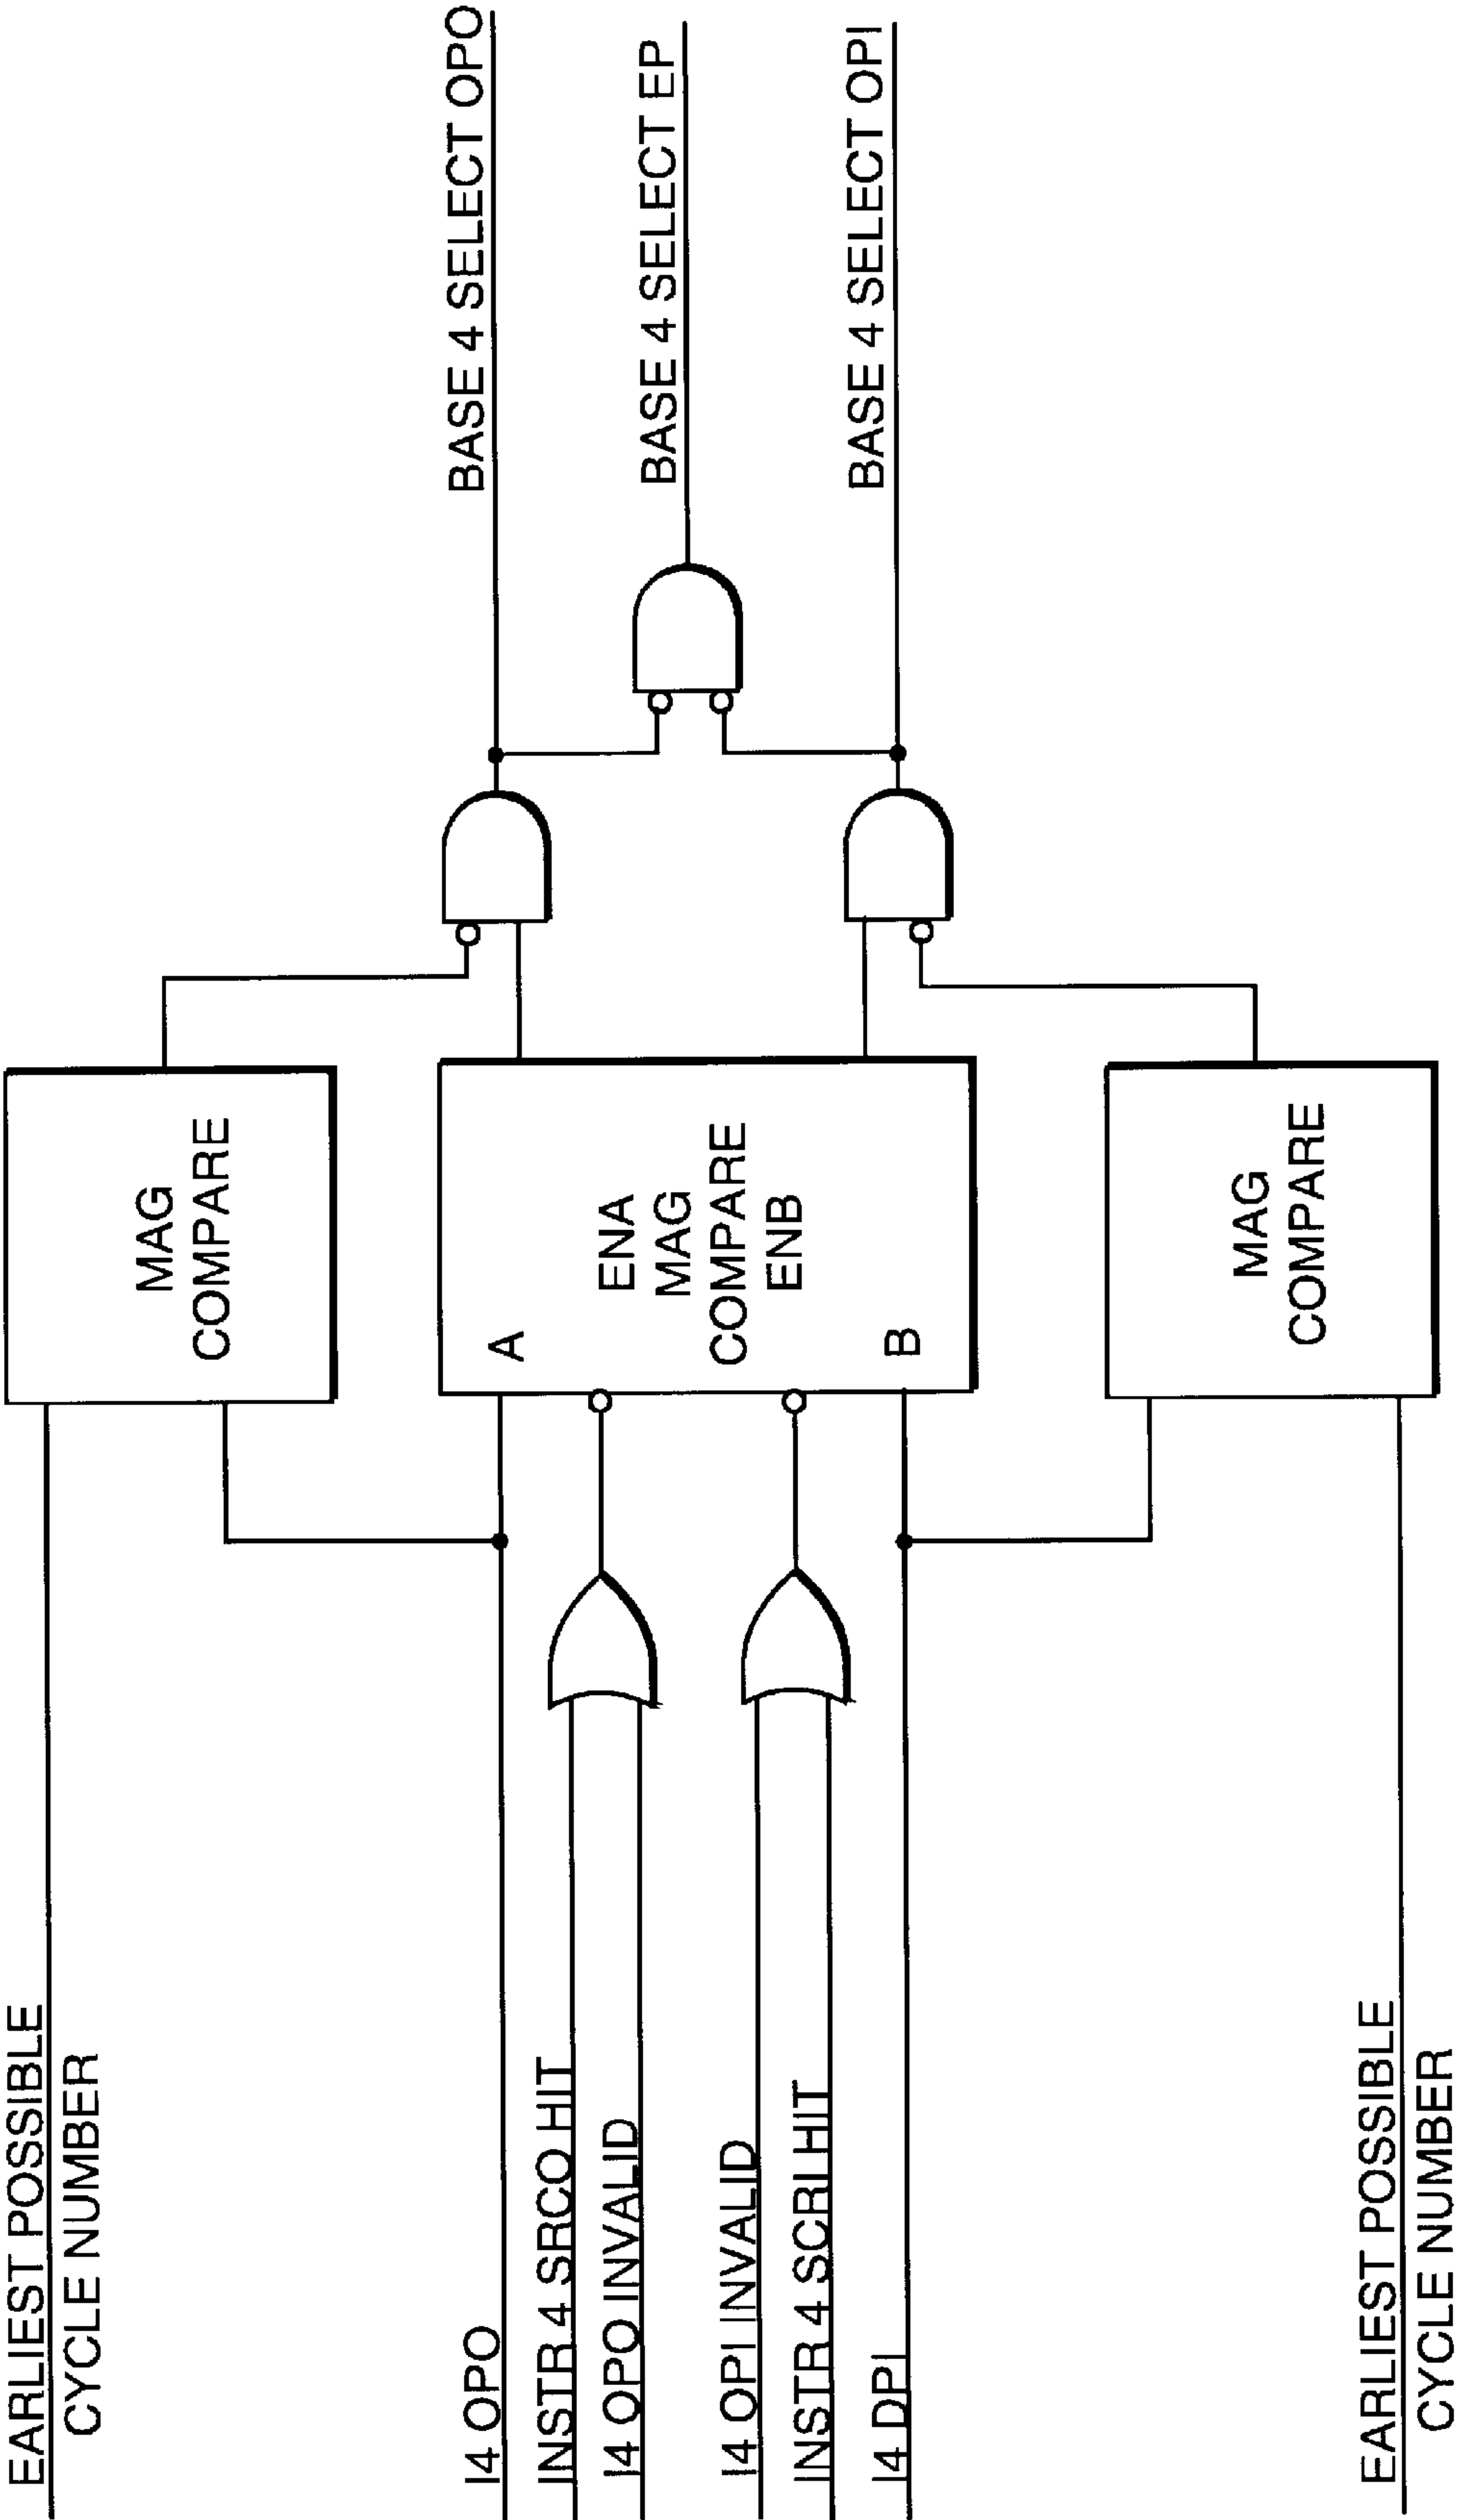 EARLIEST POSSIBLE
CYCLE NUMBER
I4 OPO
INSTR 4 SRCO HIT
I4 OPO INVALID
I4 OPI INVALID
INSTR 4 SCRI HIT
I4 DPI
EARLIEST POSSIBLE
CYCLE NUMBER
MAG
COMPARE
A
ENA
MAG
COMPARE
ENB
B
MAG
COMPARE
BASE 4 SELECT OPO
BASE 4 SELECT EP
BASE 4 SELECT OPI